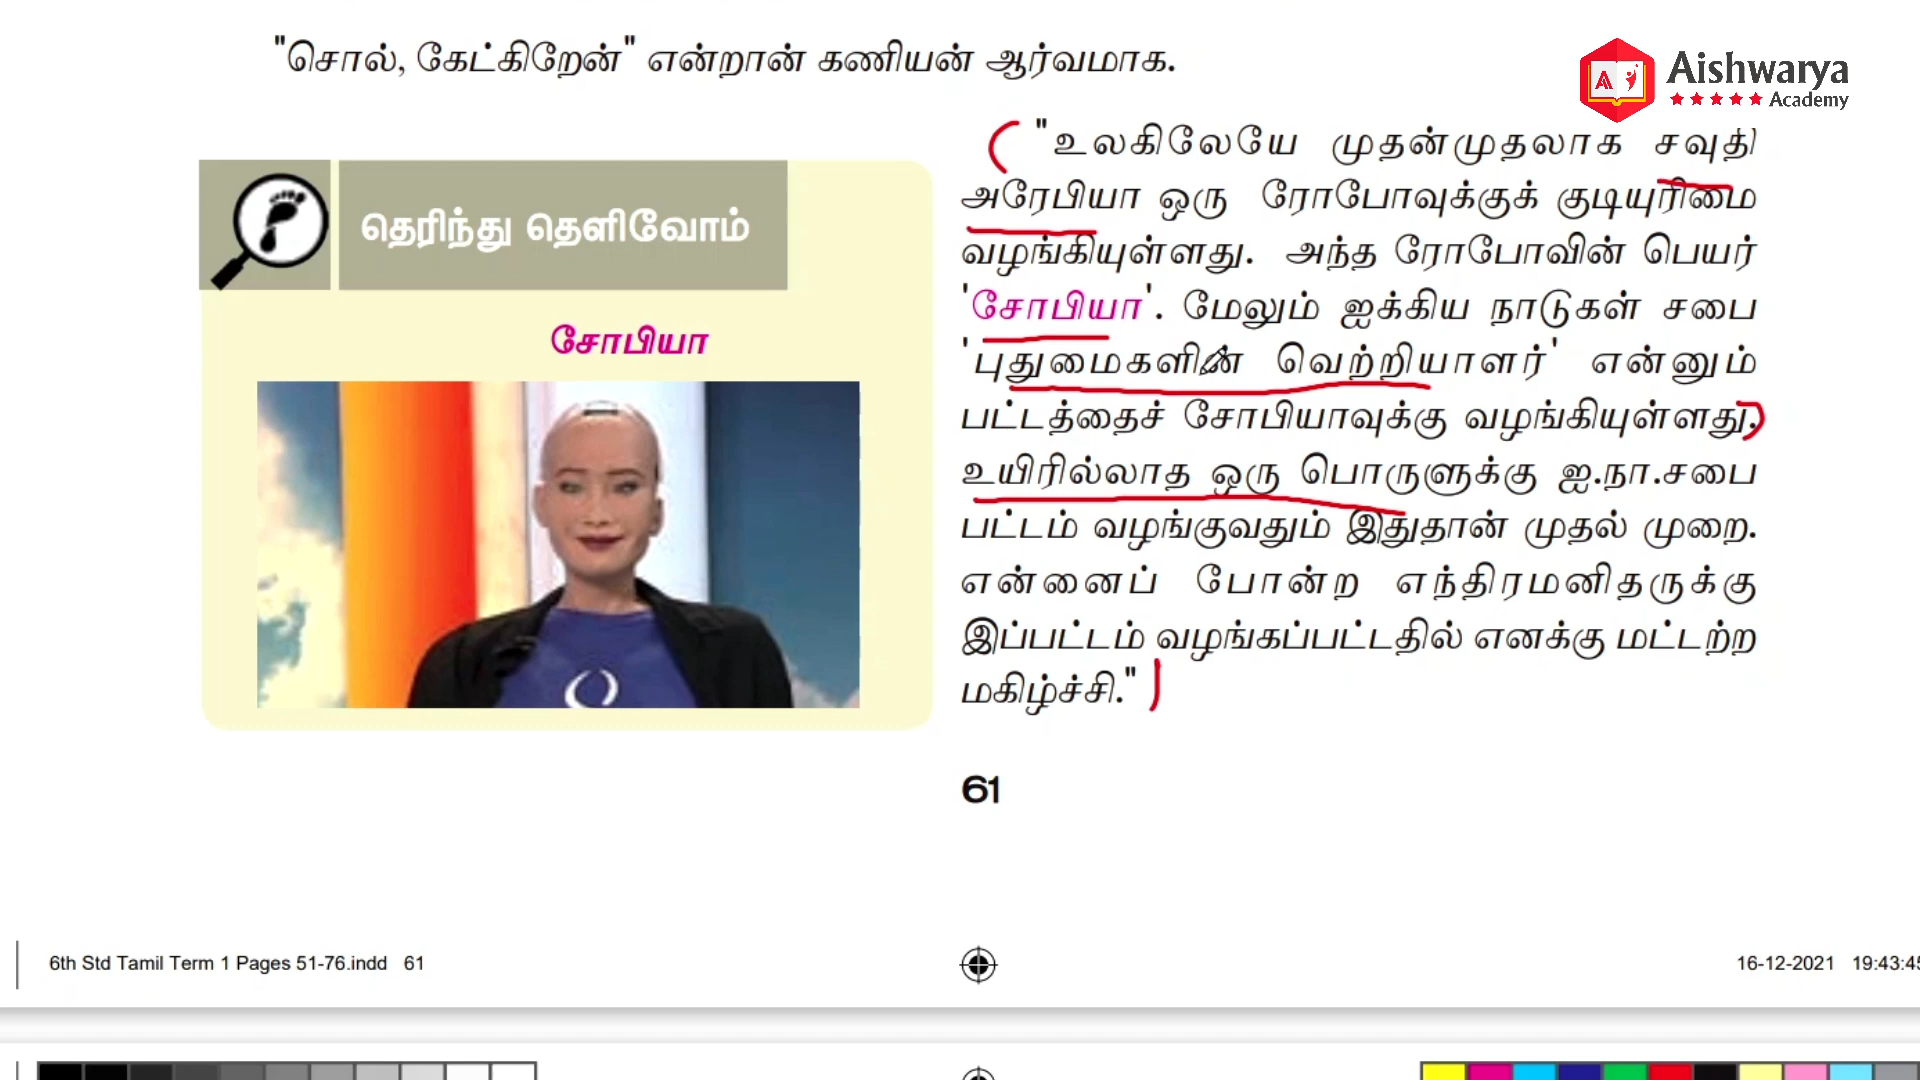 "சொல், கேட்கிறேன்" என்றான் கணியன் ஆர்வமாக.
Aishwarya
Academy
தெரிந்து தெளிவோம்
சோபியா
"உலகிலேயே முதன்முதலாக சவுதி
அரேபியா ஒரு ரோபோவுக்குக் குடியுரிமை
வழங்கியுள்ளது. அந்த ரோபோவின் பெயர்
'சோபியா'. மேலும் ஐக்கிய நாடுகள் சபை
'புதுமைகளின் வெற்றியாளர்' என்னும்
பட்டத்தைச் சோபியாவுக்கு வழங்கியுள்ளது.
உயிரில்லாத ஒரு பொருளுக்கு ஐ.நா.சபை
பட்டம் வழங்குவதும் இதுதான் முதல் முறை.
என்னைப் போன்ற எந்திரமனிதருக்கு
இப்பட்டம் வழங்கப்பட்டதில் எனக்கு மட்டற்ற
மகிழ்ச்சி."
61
6th Std Tamil Term 1 Pages 51-76.indd 61
16-12-2021 19:43:45